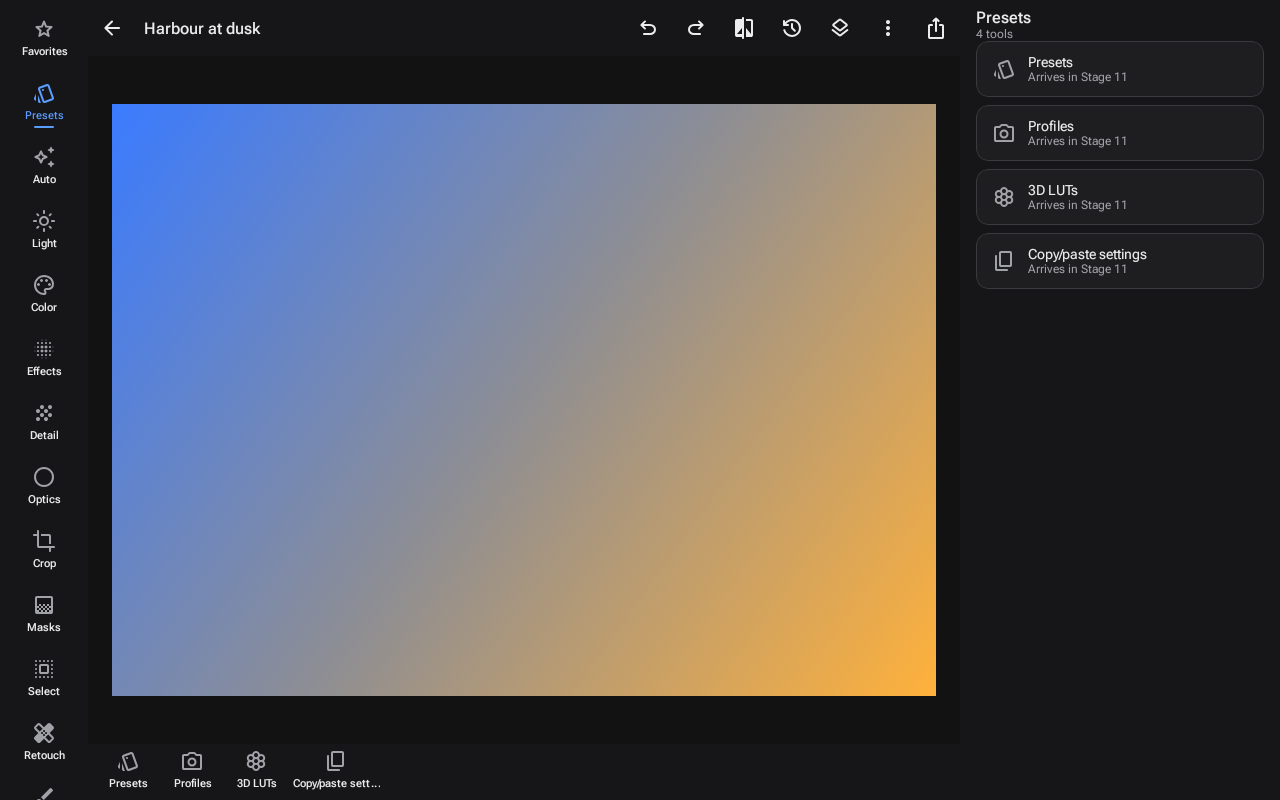 Favorites
Presets
Auto
Light
Color
Effects
Detail
Optics
Crop
Masks
Select
Retouch
Harbour at dusk
Presets
Profiles
3D LUTs
Copy/paste sett…
Presets
4 tools
Presets
Arrives in Stage 11
Profiles
Arrives in Stage 11
3D LUTs
Arrives in Stage 11
Copy/paste settings
Arrives in Stage 11